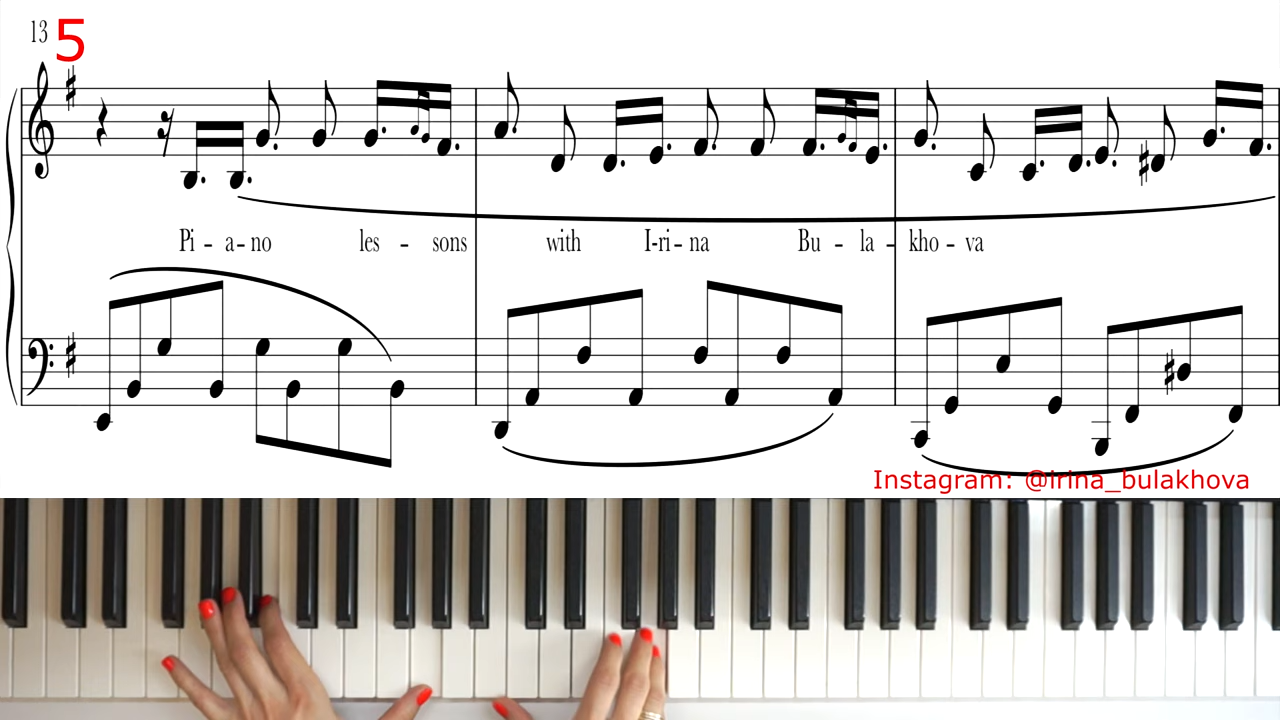 13 5
Pi - a - no les - sons with I - ri - na Bu - la - kho - va
Instagram: @irina_bulakhova